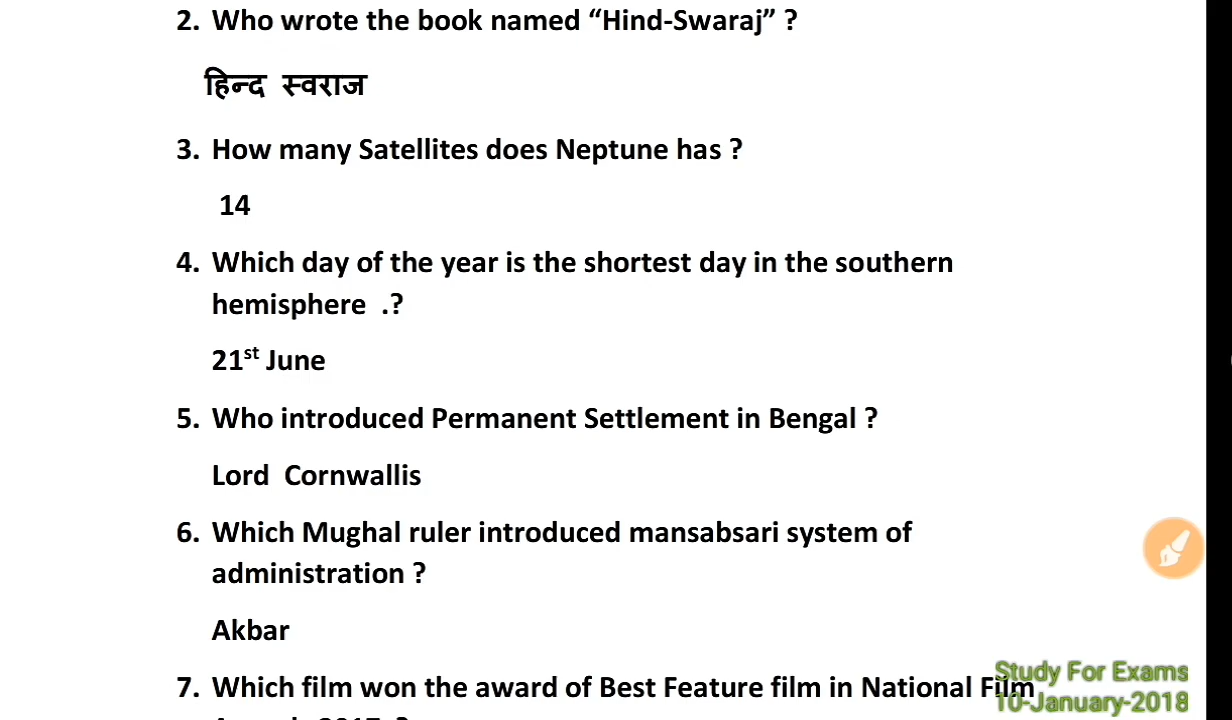 2. Who wrote the book named “Hind-Swaraj” ?
हिन्द स्वराज
3. How many Satellites does Neptune has ?
14
4. Which day of the year is the shortest day in the southern
hemisphere .?
21st June
5. Who introduced Permanent Settlement in Bengal ?
Lord Cornwallis
6. Which Mughal ruler introduced mansabsari system of
administration ?
Akbar
7. Which film won the award of Best Feature film in National Film
Study For Exams
10-January-2018